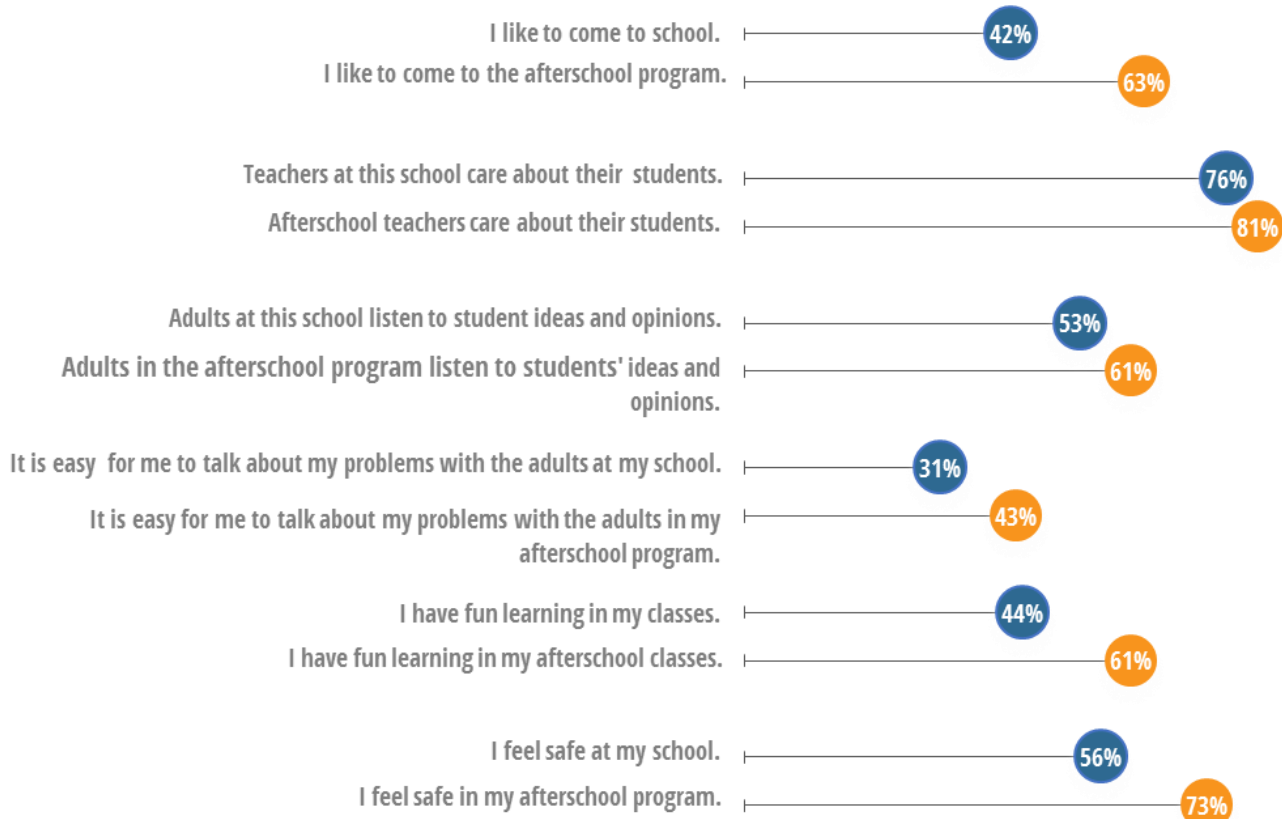 I like to come to school.
42%
I like to come to the afterschool program.
63%
Teachers at this school care about their students.
76%
Afterschool teachers care about their students.
81%
Adults at this school listen to student ideas and opinions.
53%
Adults in the afterschool program listen to students' ideas and
opinions.
61%
It is easy for me to talk about my problems with the adults at my school.
31%
It is easy for me to talk about my problems with the adults in my
afterschool program.
43%
I have fun learning in my classes.
44%
I have fun learning in my afterschool classes.
61%
I feel safe at my school.
56%
I feel safe in my afterschool program.
73%